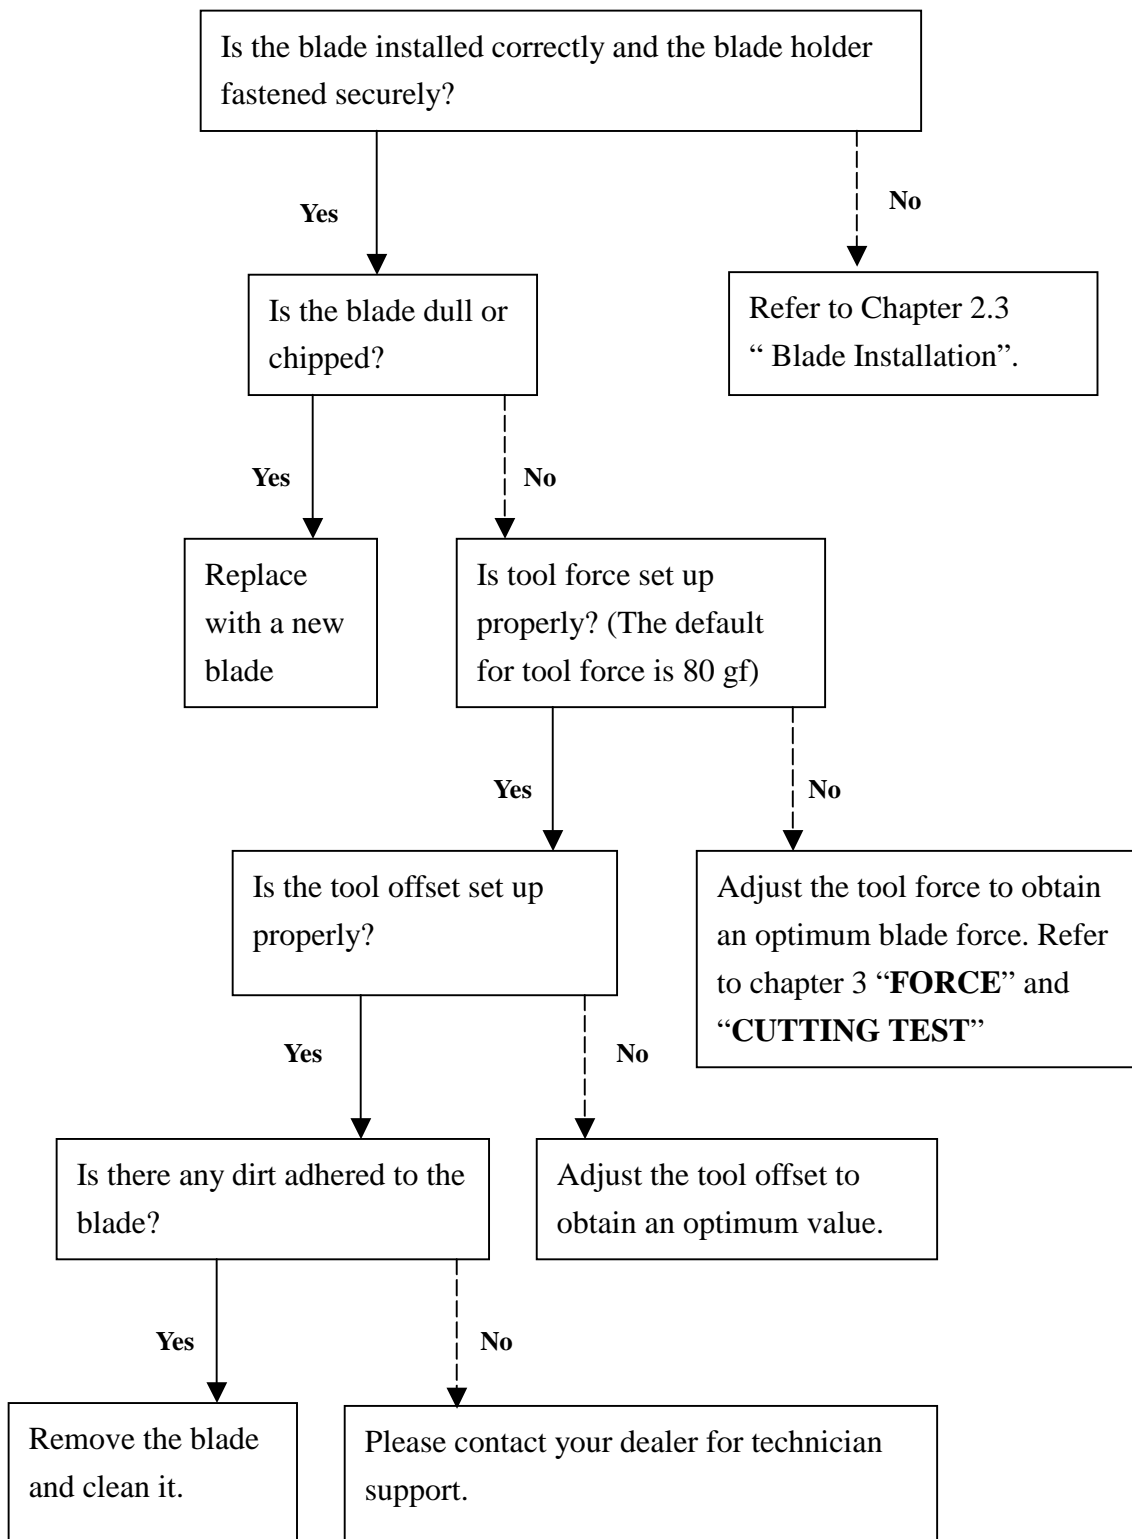 Is the blade installed correctly and the blade holder
fastened securely?
Yes
No
Is the blade dull or
chipped?
Refer to Chapter 2.3
“ Blade Installation”.
Yes
No
Replace
with a new
blade
Is tool force set up
properly? (The default
for tool force is 80 gf)
Yes
No
Is the tool offset set up
properly?
Adjust the tool force to obtain
an optimum blade force. Refer
to chapter 3 “FORCE” and
“CUTTING TEST”
Yes
No
Is there any dirt adhered to the
blade?
Adjust the tool offset to
obtain an optimum value.
Yes
No
Remove the blade
and clean it.
Please contact your dealer for technician
support.